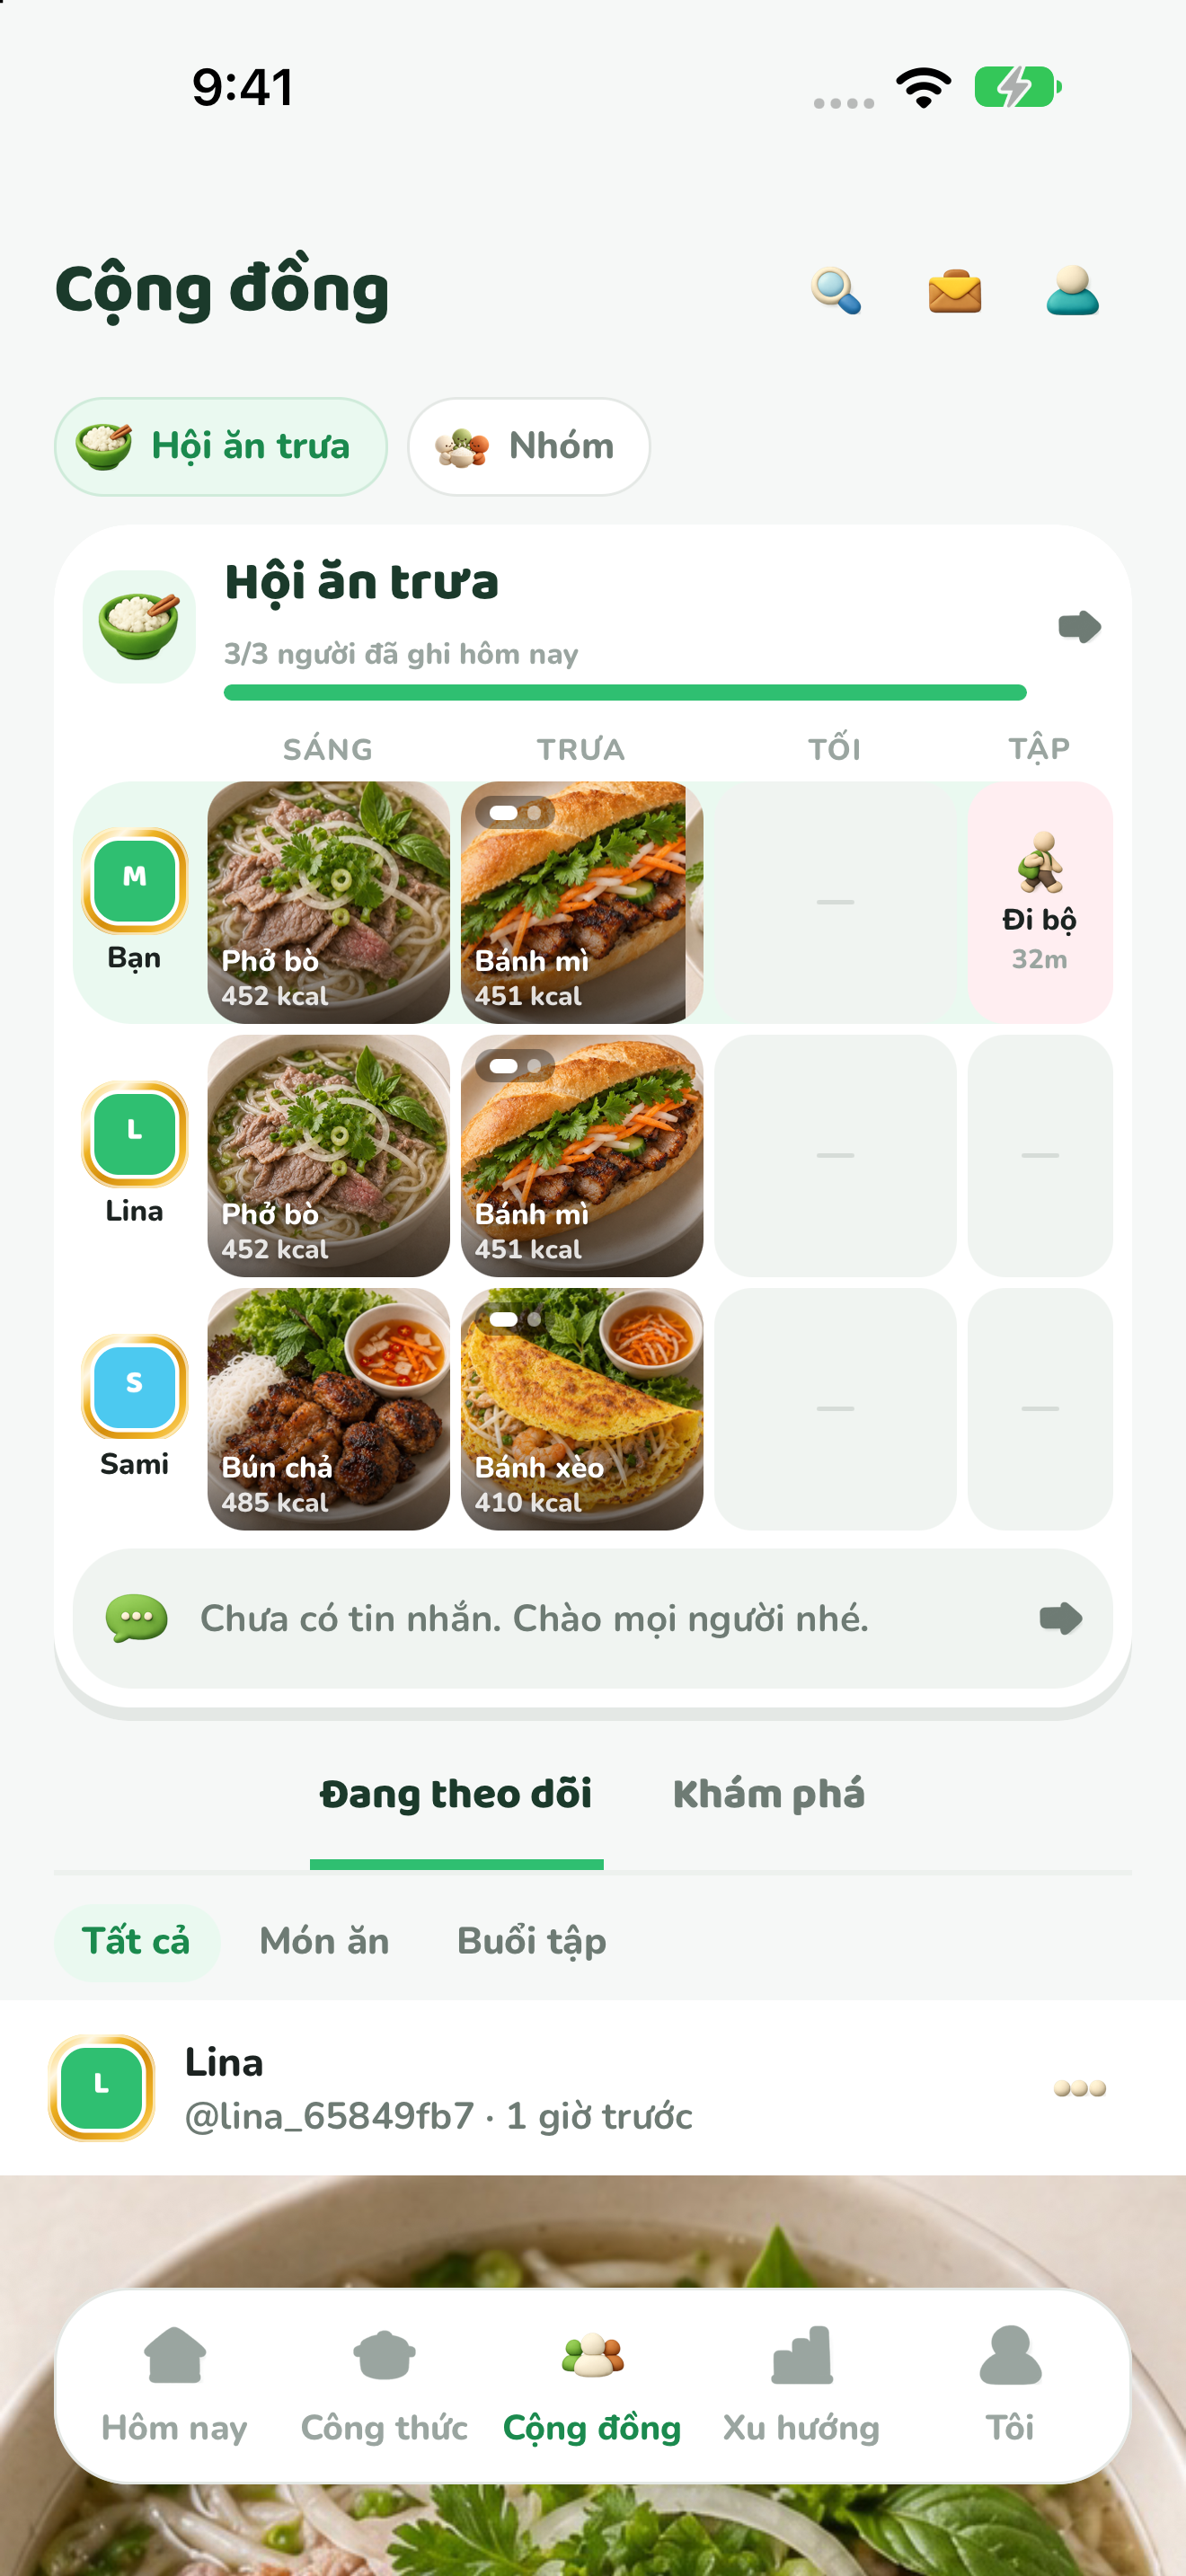 9:41
Cộng đồng
Hội ăn trưa
Nhóm
Hội ăn trưa
3/3 người đã ghi hôm nay
SÁNG TRƯA TỐI TẬP
M
Bạn
Phở bò
452 kcal
Bánh mì
451 kcal
—
Đi bộ
32m
L
Lina
Phở bò
452 kcal
Bánh mì
451 kcal
—
—
S
Sami
Bún chả
485 kcal
Bánh xèo
410 kcal
—
—
Chưa có tin nhắn. Chào mọi người nhé.
Đang theo dõi Khám phá
Tất cả Món ăn Buổi tập
L
Lina
@lina_65849fb7 · 1 giờ trước
Hôm nay Công thức Cộng đồng Xu hướng Tôi